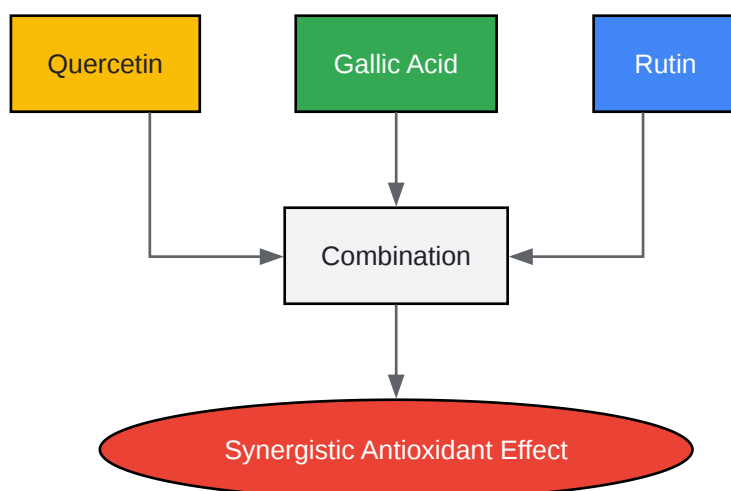 Quercetin
Gallic Acid
Rutin
Combination
Synergistic Antioxidant Effect